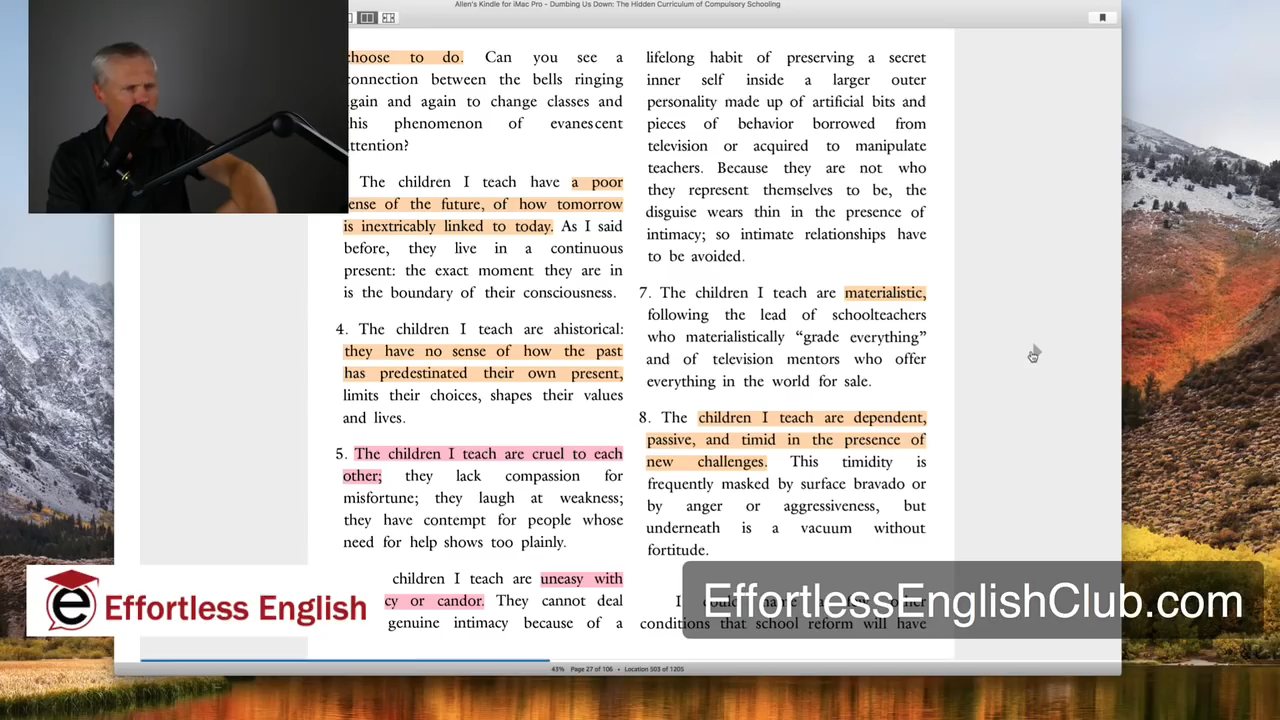 Allen's Kindle for iMac Pro - Dumbing Us Down: The Hidden Curriculum of Compulsory Schooling
choose to do. Can you see a
connection between the bells ringing
again and again to change classes and
this phenomenon of evanescent
attention?
The children I teach have a poor
sense of the future, of how tomorrow
is inextricably linked to today. As I said
before, they live in a continuous
present: the exact moment they are in
is the boundary of their consciousness.
4. The children I teach are ahistorical:
they have no sense of how the past
has predestinated their own present,
limits their choices, shapes their values
and lives.
5. The children I teach are cruel to each
other; they lack compassion for
misfortune; they laugh at weakness;
they have contempt for people whose
need for help shows too plainly.
children I teach are uneasy with
cy or candor. They cannot deal
genuine intimacy because of a
lifelong habit of preserving a secret
inner self inside a larger outer
personality made up of artificial bits and
pieces of behavior borrowed from
television or acquired to manipulate
teachers. Because they are not who
they represent themselves to be, the
disguise wears thin in the presence of
intimacy; so intimate relationships have
to be avoided.
7. The children I teach are materialistic,
following the lead of schoolteachers
who materialistically “grade everything”
and of television mentors who offer
everything in the world for sale.
8. The children I teach are dependent,
passive, and timid in the presence of
new challenges. This timidity is
frequently masked by surface bravado or
by anger or aggressiveness, but
underneath is a vacuum without
fortitude.
I could name a few other
conditions that school reform will have
43% Page 27 of 106 Location 503 of 1205
e Effortless English
EffortlessEnglishClub.com